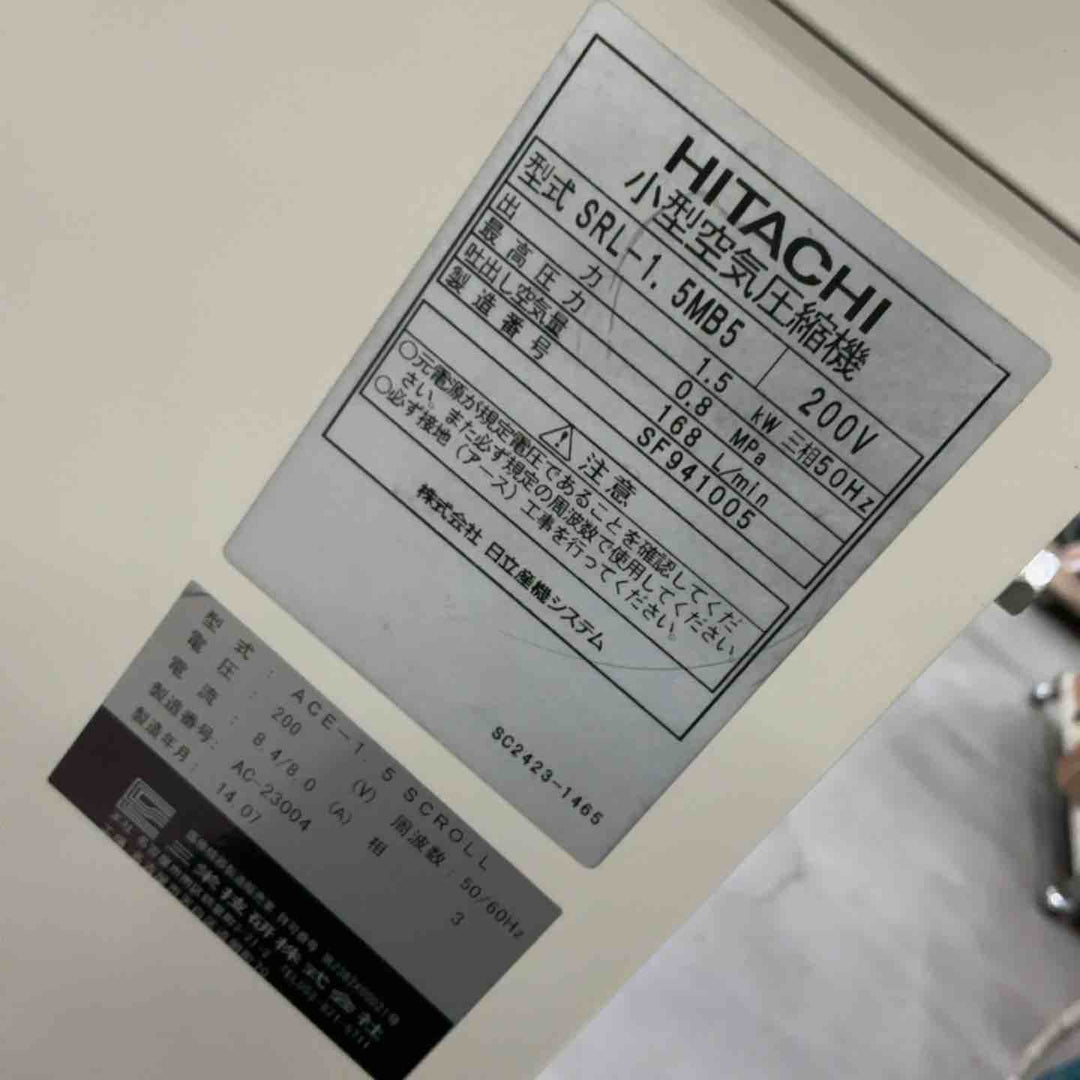 HITACHI
小型空気圧縮機
型式 SRL-1.5MB5 200V
出力 1.5 kW 三相50Hz
最高圧力 0.8 MPa
吐出し空気量 168 L/min
製造番号 SF941005
注意
○元電源が規定電圧であることを確認してくだ
さい。また必ず規定の周波数で使用してください。
○必ず接地(アース)工事を行ってください。
株式会社 日立産機システム
SC2423-1465
型式: ACE-1.5 SCROLL
電圧: 200 (V) 周波数: 50/60Hz
電流: 8.4/8.0 (A) 相 3
製造番号: AC-23004
製造年月: 14 07
株式会社